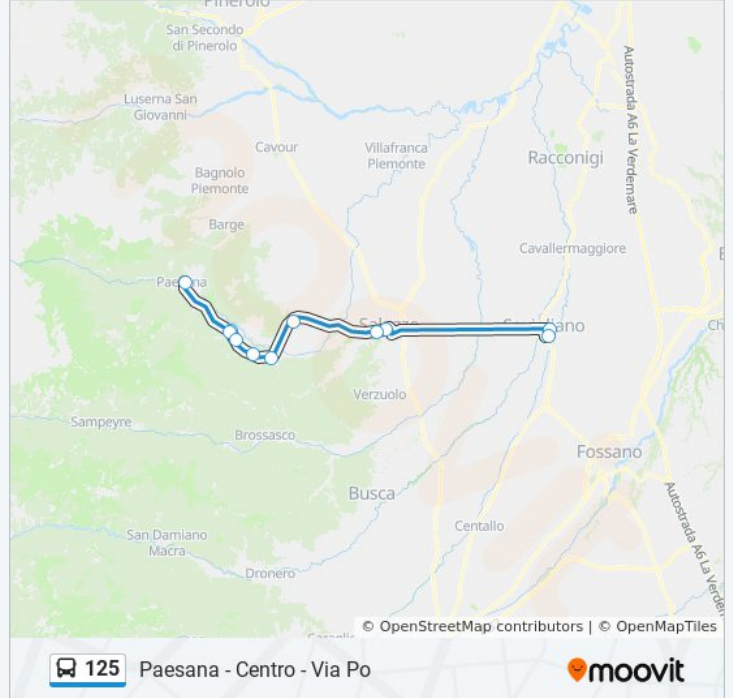 Pinerolo
San Secondo
di Pinerolo
Autostrada A6 La Verdemare
Luserna San
Giovanni
Cavour
Villafranca
Piemonte
Racconigi
Bagnolo
Piemonte
Barge
Cavallermaggiore
Verzuolo
Sampeyre
Brossasco
Fossano
Busca
Autostrada A6 La Verden
Centallo
San Damiano
Macra
Dronero
© OpenStreetMap contributors | © OpenMapTiles
125 Paesana - Centro - Via Po
moovit